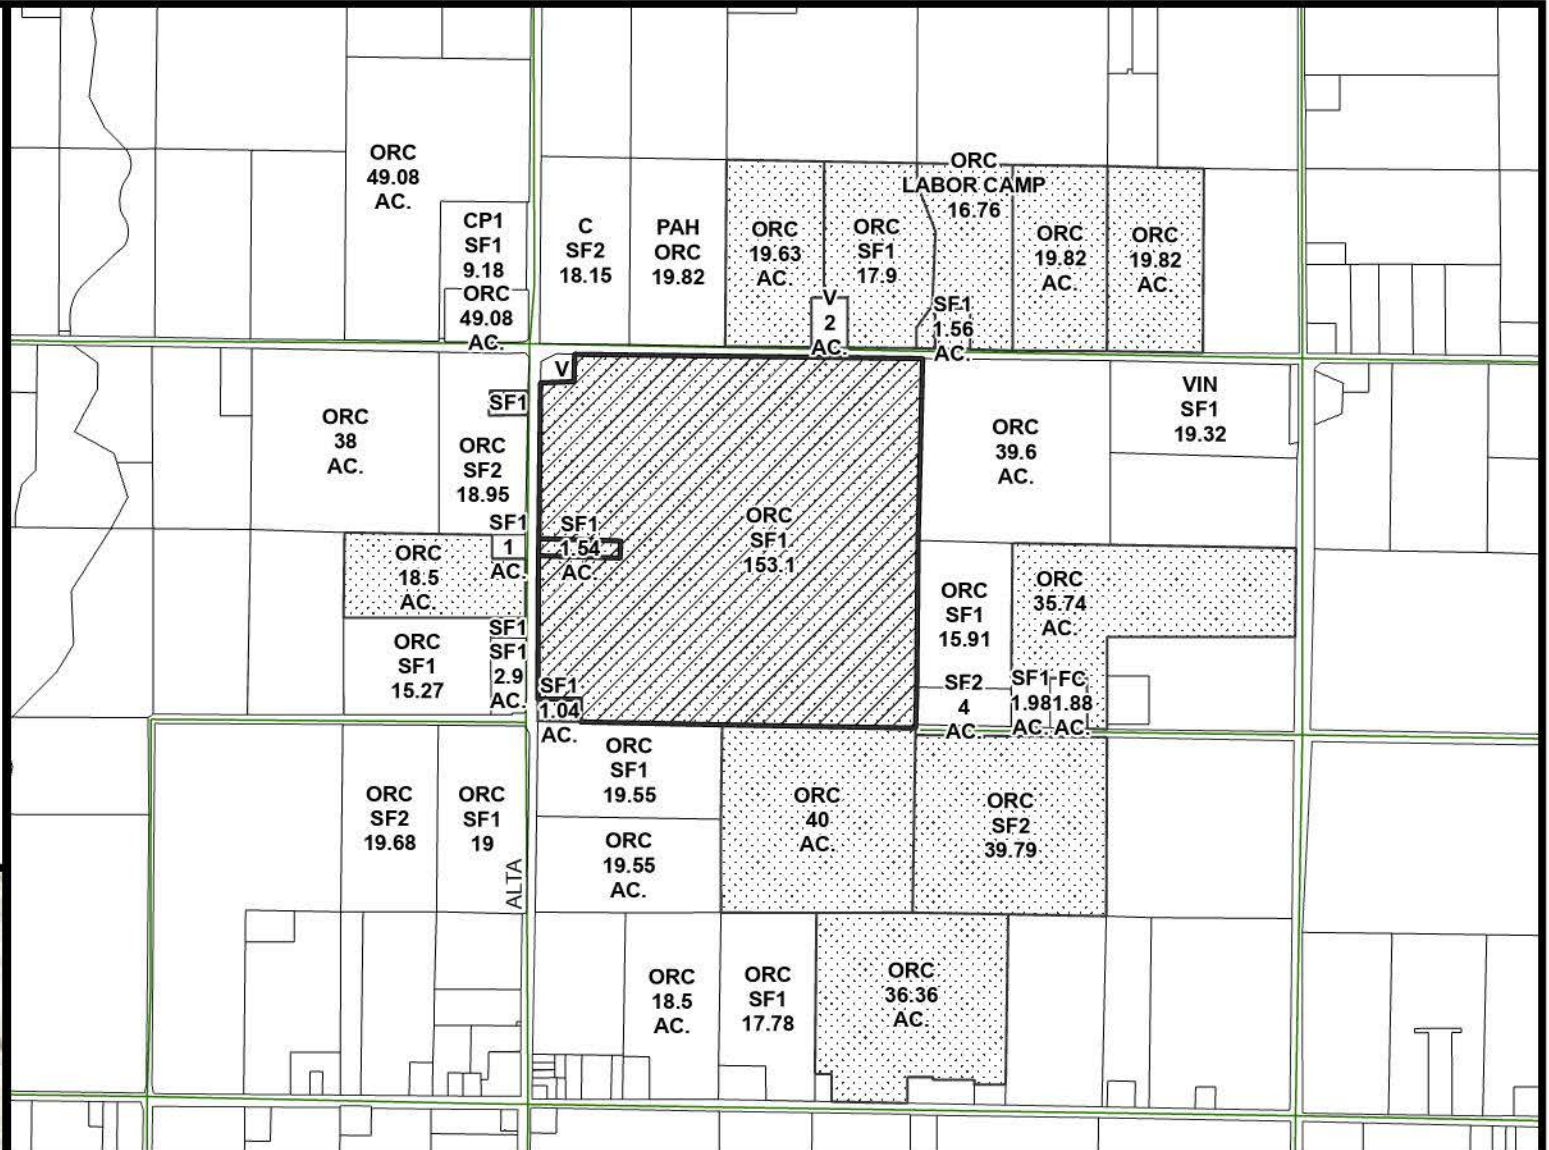 ORC
49.08
AC.
CP1
SF1
9.18
ORC
49.08
AC.
C
SF2
18.15
PAH
ORC
19.82
ORC
19.63
AC.
ORC
SF1
17.9
ORC
LABOR CAMP
16.76
ORC
19.82
AC.
ORC
19.82
AC.
V
2
AC.
SF1
1.56
AC.
V
SF1
ORC
38
AC.
ORC
SF2
18.95
ORC
39.6
AC.
VIN
SF1
19.32
SF1
1
AC.
SF1
1.54
AC.
ORC
SF1
153.1
ORC
18.5
AC.
ORC
SF1
15.91
ORC
35.74
AC.
SF1
SF1
2.9
AC.
ORC
SF1
15.27
SF1
1.04
AC.
SF2
4
AC.
SF1
1.98
AC.
FC
1.88
AC.
ORC
SF1
19.55
ORC
SF2
19.68
ORC
SF1
19
ALTA
ORC
40
AC.
ORC
SF2
39.79
ORC
19.55
AC.
ORC
18.5
AC.
ORC
SF1
17.78
ORC
36.36
AC.